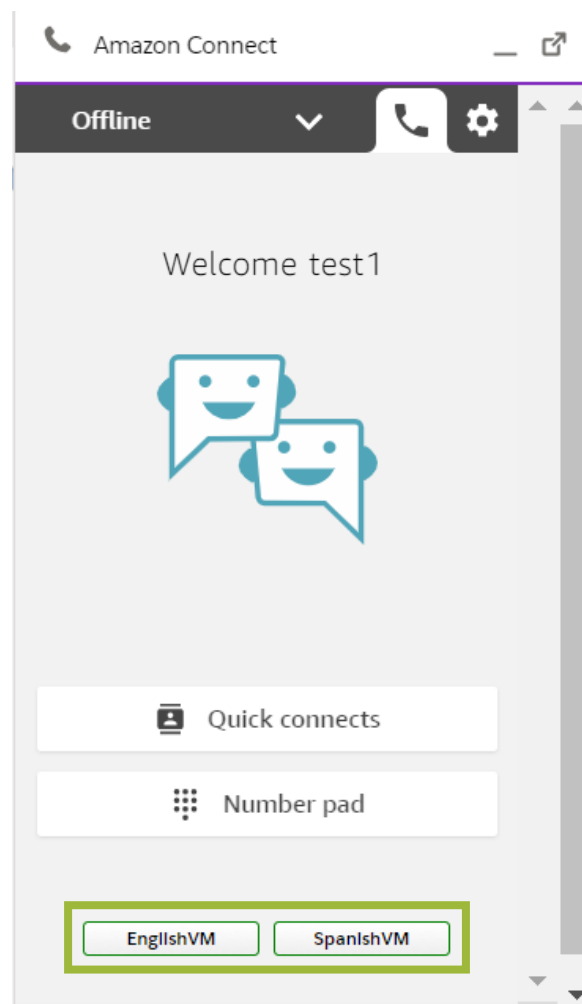 Amazon Connect
Offline
Welcome test1
Quick connects
Number pad
EnglishVM SpanishVM